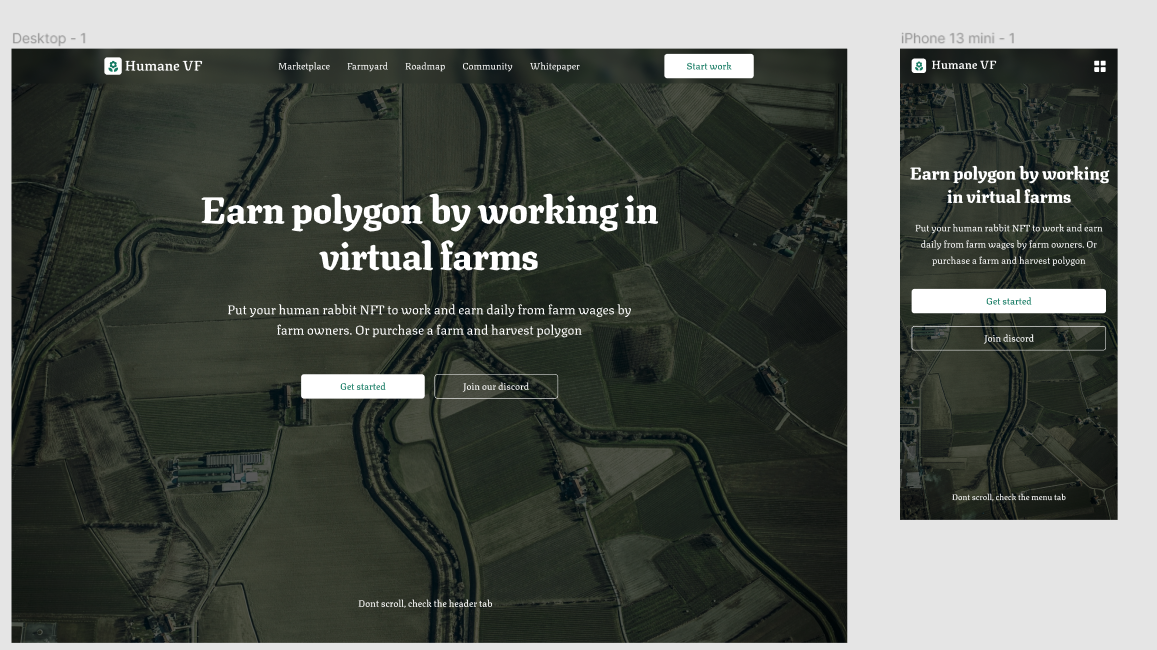 Desktop - 1
Humane VF
Marketplace Farmyard Roadmap Community Whitepaper
Start work
Earn polygon by working in
virtual farms
Put your human rabbit NFT to work and earn daily from farm wages by
farm owners. Or purchase a farm and harvest polygon
Get started
Join our discord
Dont scroll, check the header tab
iPhone 13 mini - 1
Humane VF
Earn polygon by working
in virtual farms
Put your human rabbit NFT to work and earn
daily from farm wages by farm owners. Or
purchase a farm and harvest polygon
Get started
Join discord
Dont scroll, check the menu tab